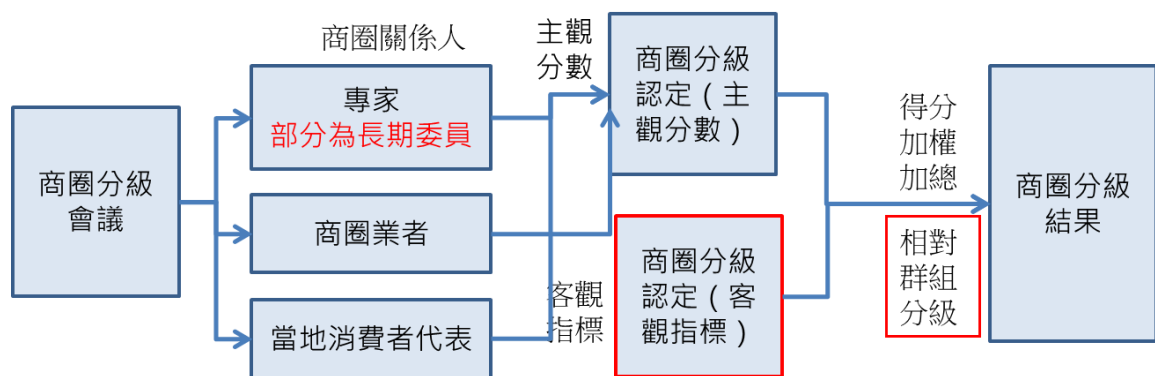 商圈分級
會議
商圈關係人
專家
部分為長期委員
商圈業者
當地消費者代表
主觀
分數
客觀
指標
商圈分級
認定（主
觀分數）
商圈分級
認定（客
觀指標）
得分
加權
加總
相對
群組
分級
商圈分級
結果